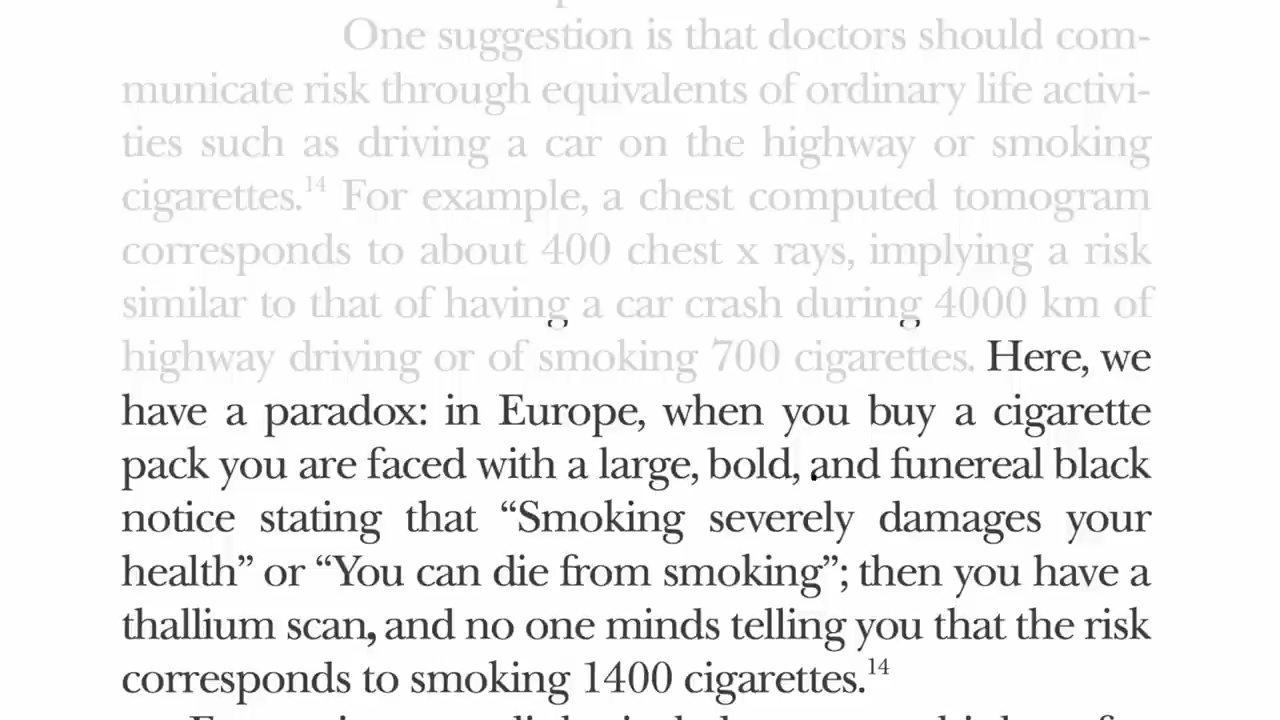 One suggestion is that doctors should com-
municate risk through equivalents of ordinary life activi-
ties such as driving a car on the highway or smoking
cigarettes.14 For example, a chest computed tomogram
corresponds to about 400 chest x rays, implying a risk
similar to that of having a car crash during 4000 km of
highway driving or of smoking 700 cigarettes. Here, we
have a paradox: in Europe, when you buy a cigarette
pack you are faced with a large, bold, and funereal black
notice stating that “Smoking severely damages your
health” or “You can die from smoking”; then you have a
thallium scan, and no one minds telling you that the risk
corresponds to smoking 1400 cigarettes.14